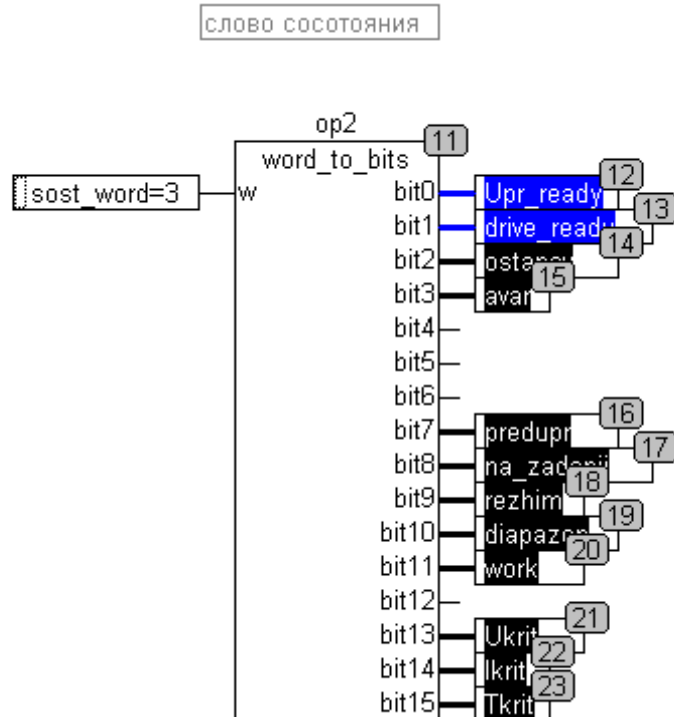 слово сосотояния
op2
11
word_to_bits
sost_word=3
w
bit0 Upr_ready 12
bit1 drive_ready 13
bit2 14
bit3 avar 15
bit4
bit5
bit6
bit7 predupr 16
bit8 17
bit9 rezhim 18
bit10 diapazon 19
bit11 work 20
bit12
bit13 Ukrit 21
bit14 Ikrit 22
bit15 Tkrit 23